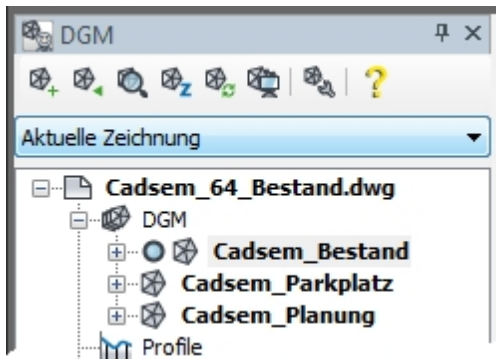 DGM
Z
?
Aktuelle Zeichnung
Cadsem_64_Bestand.dwg
DGM
Cadsem_Bestand
Cadsem_Parkplatz
Cadsem_Planung
Profile